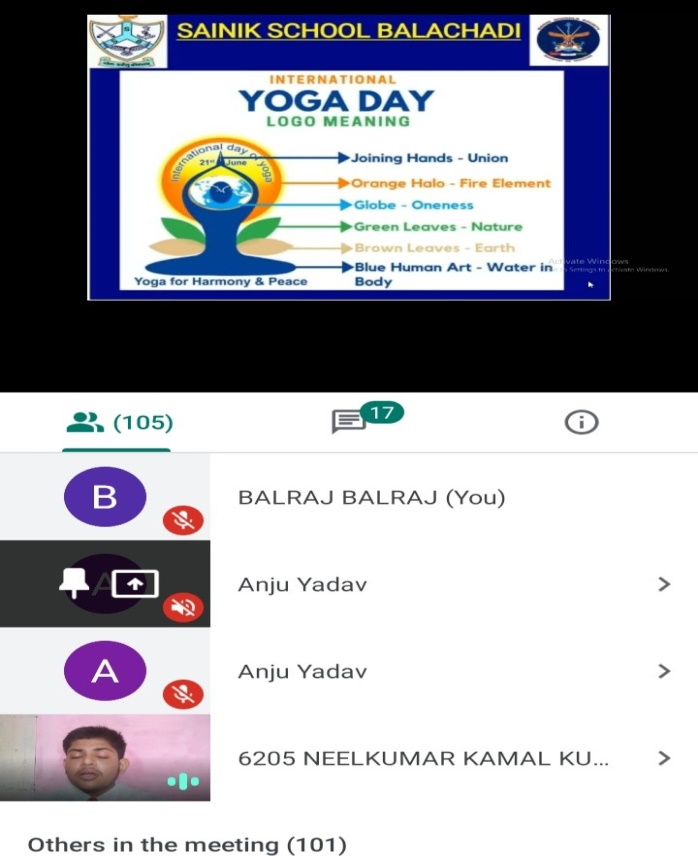 SAINIK SCHOOL BALACHADI
INTERNATIONAL
YOGA DAY
LOGO MEANING
international day of yoga
21st June
Joining Hands - Union
Orange Halo - Fire Element
Globe - Oneness
Green Leaves - Nature
Brown Leaves - Earth
Blue Human Art - Water in
Body
Yoga for Harmony & Peace
Activate Windows
Settings to activate Windows.
(105)
17
B
BALRAJ BALRAJ (You)
A
Anju Yadav
A
Anju Yadav
6205 NEELKUMAR KAMAL KU...
Others in the meeting (101)